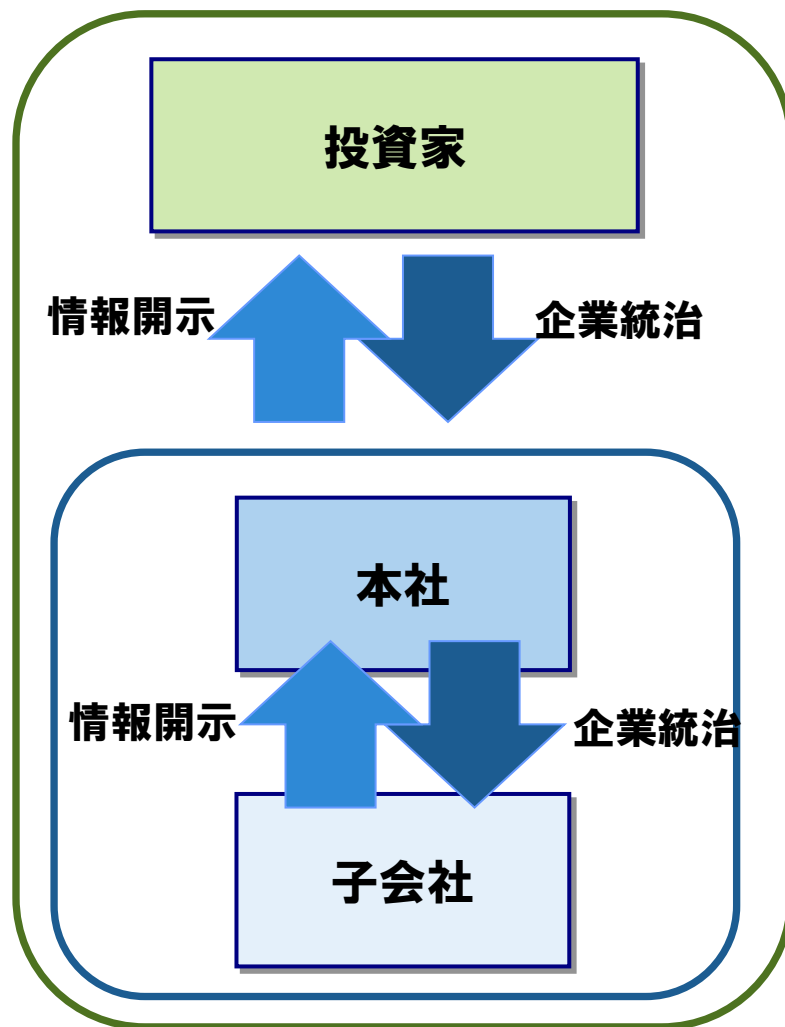 投資家
情報開示
企業統治
本社
情報開示
企業統治
子会社